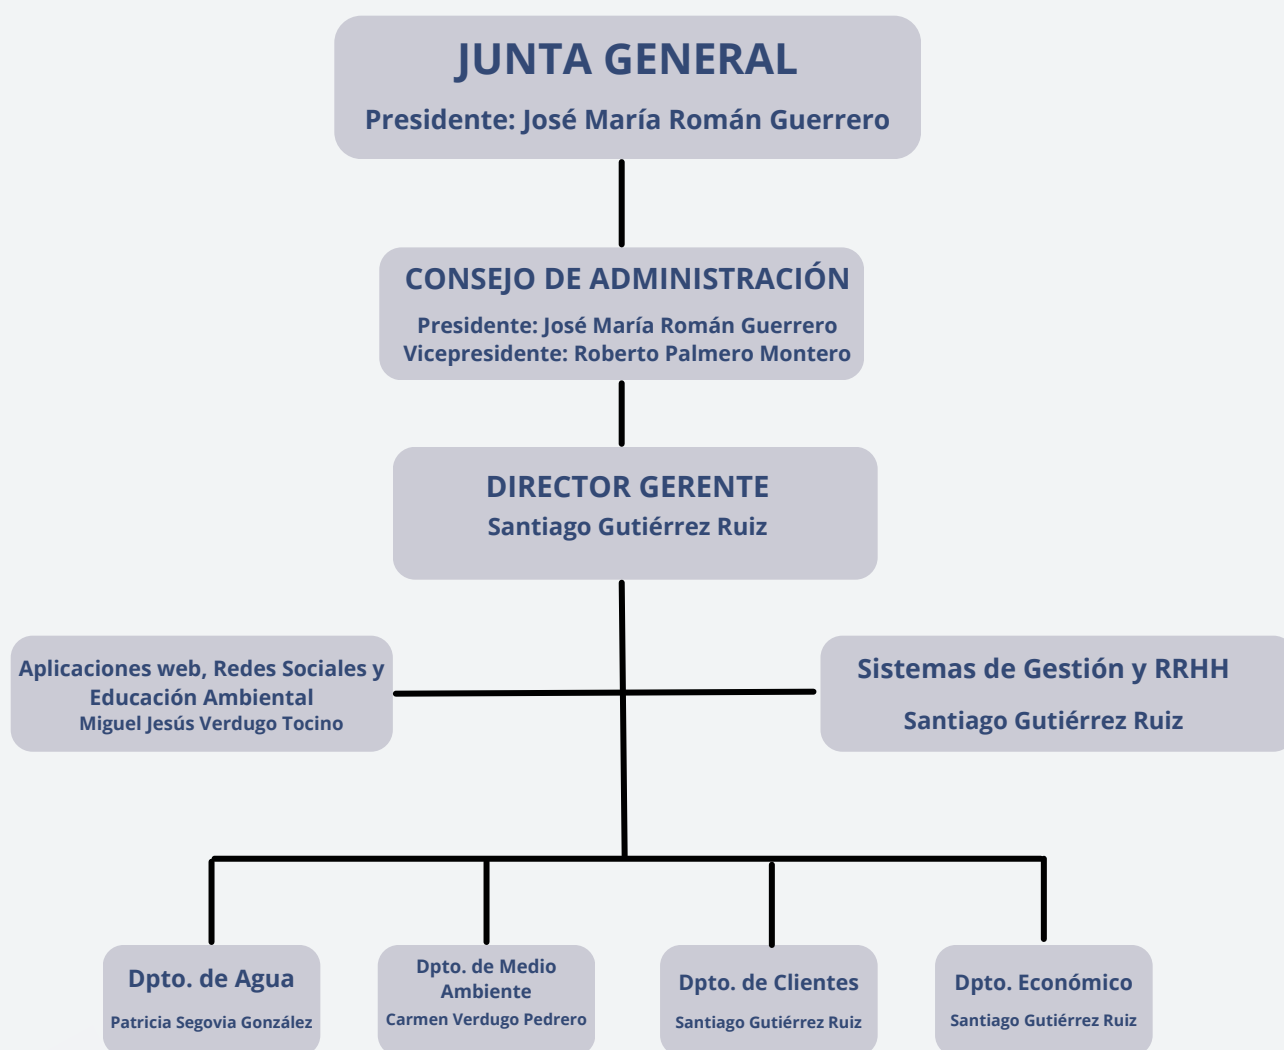 JUNTA GENERAL
Presidente: José María Román Guerrero
CONSEJO DE ADMINISTRACIÓN
Presidente: José María Román Guerrero
Vicepresidente: Roberto Palmero Montero
DIRECTOR GERENTE
Santiago Gutiérrez Ruiz
Aplicaciones web, Redes Sociales y
Educación Ambiental
Miguel Jesús Verdugo Tocino
Sistemas de Gestión y RRHH
Santiago Gutiérrez Ruiz
Dpto. de Agua
Patricia Segovia González
Dpto. de Medio
Ambiente
Carmen Verdugo Pedrero
Dpto. de Clientes
Santiago Gutiérrez Ruiz
Dpto. Económico
Santiago Gutiérrez Ruiz